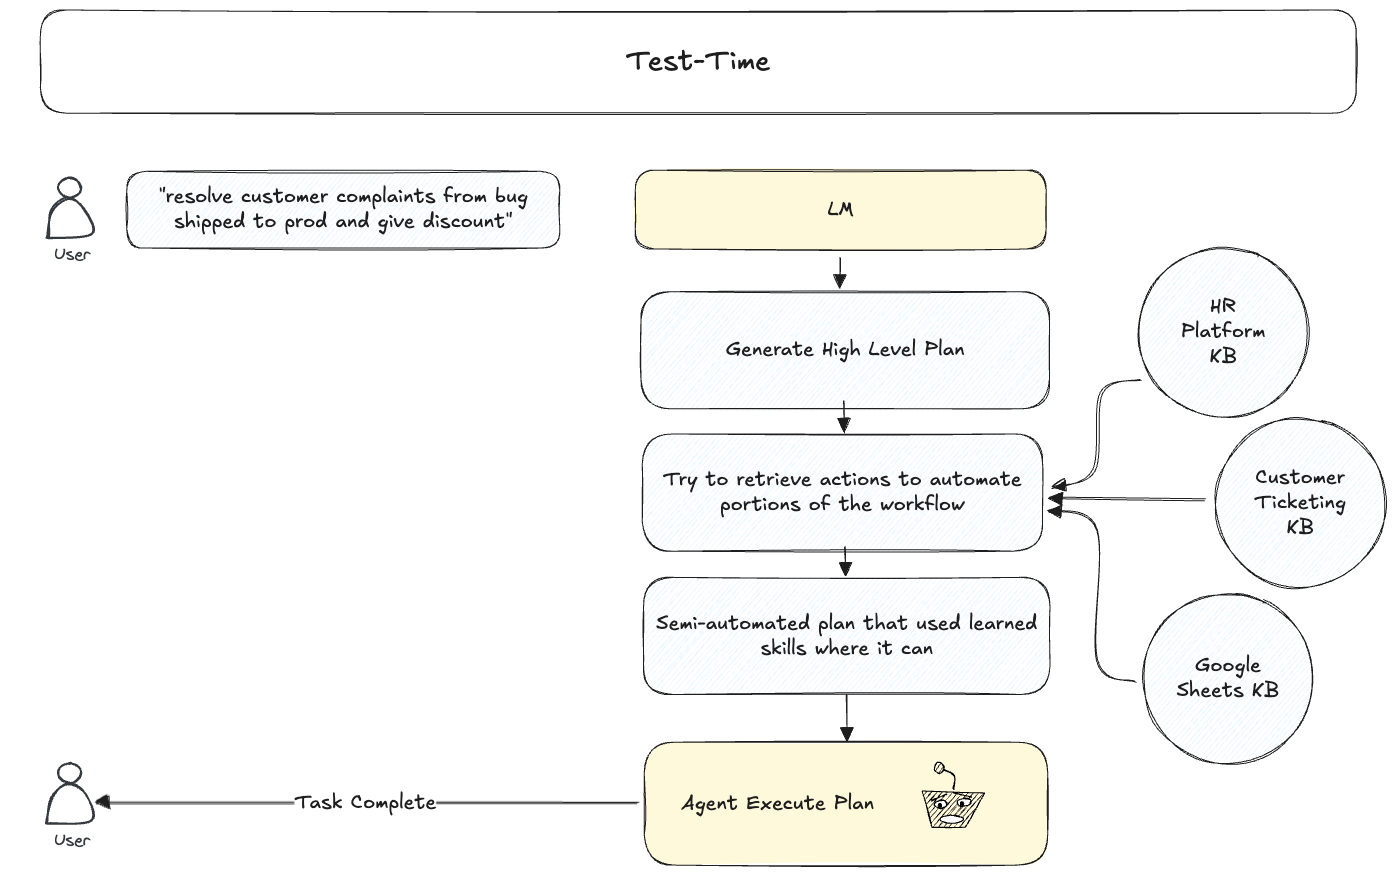 Test-Time
"resolve customer complaints from bug
shipped to prod and give discount"
User
LM
Generate High Level Plan
HR
Platform
KB
Try to retrieve actions to automate
portions of the workflow
Customer
Ticketing
KB
Semi-automated plan that used learned
skills where it can
Google
Sheets KB
Agent Execute Plan
Task Complete
User